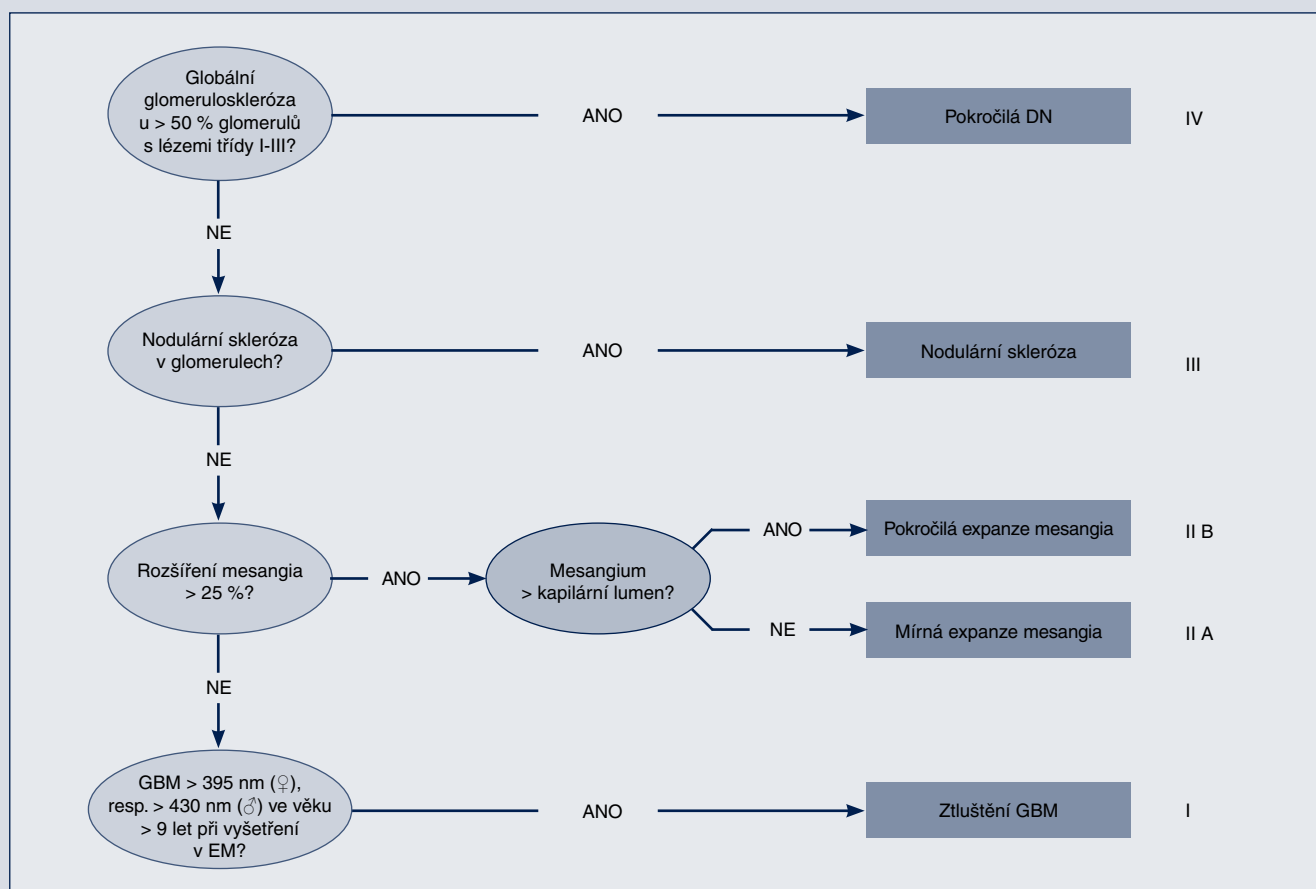 Globální
glomeruloskleróza
u > 50 % glomerulů
s lézemi třídy I-III?
ANO
Pokročilá DN
IV
NE
Nodulární skleróza
v glomerulech?
ANO
Nodulární skleróza
III
NE
Rozšíření mesangia
> 25 %?
ANO
Mesangium
> kapilární lumen?
ANO
Pokročilá expanze mesangia
II B
NE
Mírná expanze mesangia
II A
NE
GBM > 395 nm (♀),
resp. > 430 nm (♂) ve věku
> 9 let při vyšetření
v EM?
ANO
Ztluštění GBM
I